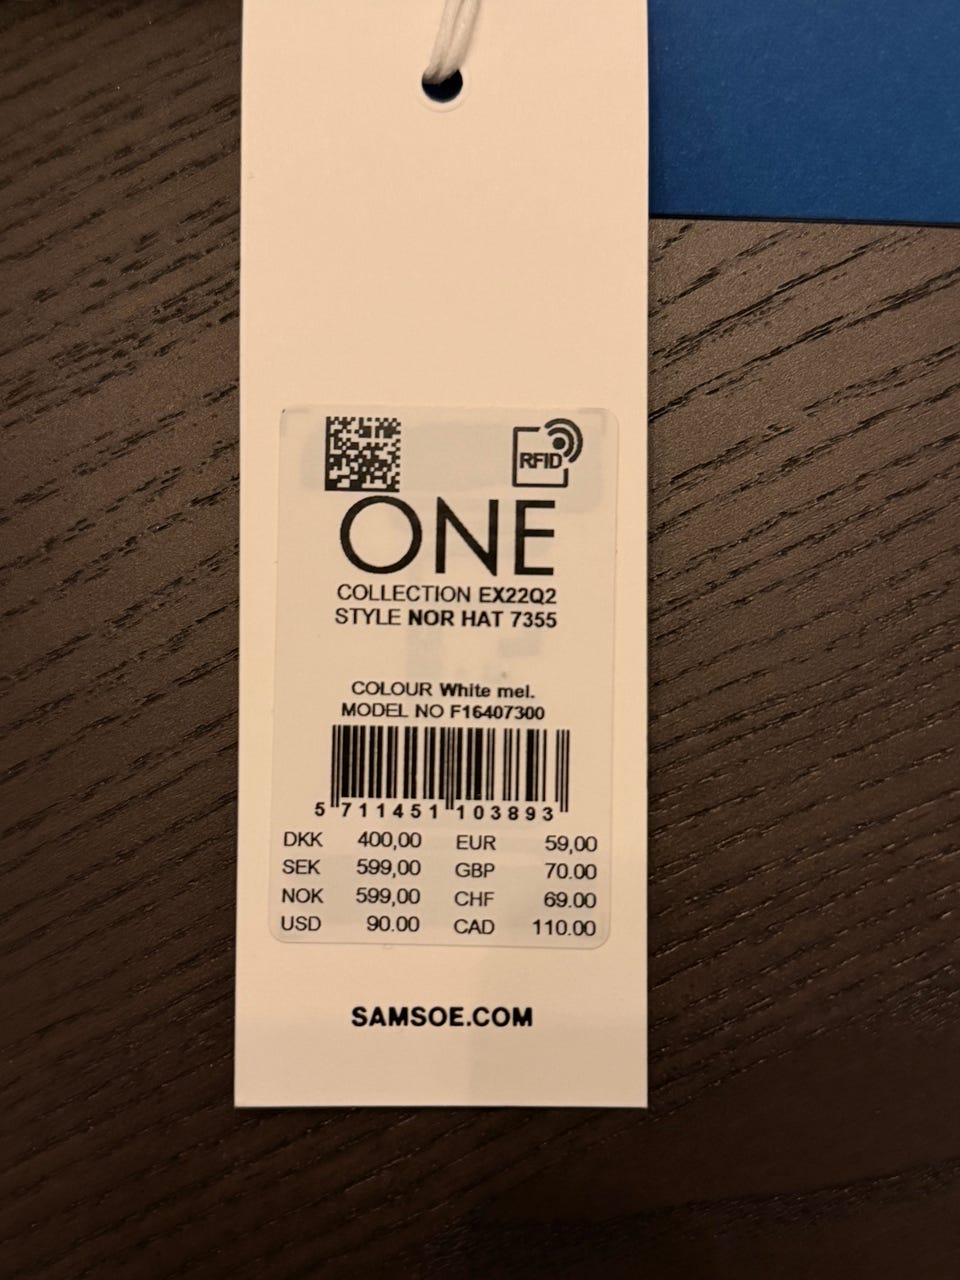 RFID
ONE
COLLECTION EX22Q2
STYLE NOR HAT 7355
COLOUR White mel.
MODEL NO F16407300
5 711451 103893
DKK 400,00 EUR 59,00
SEK 599,00 GBP 70.00
NOK 599,00 CHF 69.00
USD 90.00 CAD 110.00
SAMSOE.COM